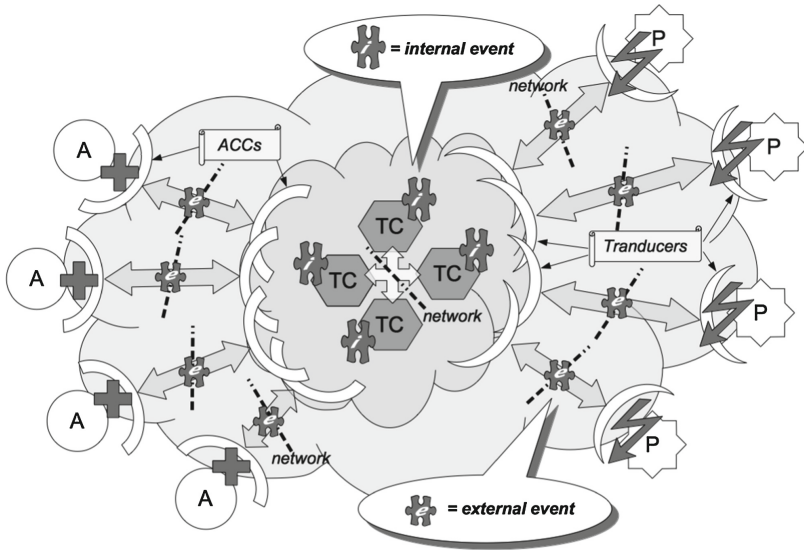 i = internal event
P
network
A
ACCs
e
P
e
e
i
TC
i
i
TC
TC
Tranducers
A
e
e
P
network
i
TC
e
e
A
e
P
network
A
e = external event